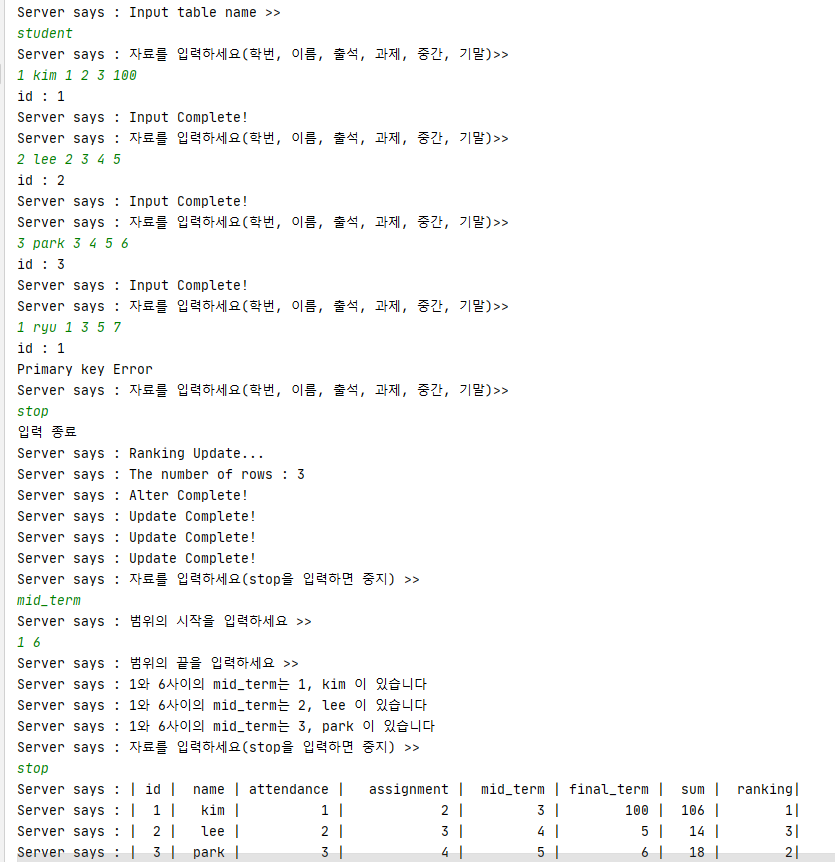 Server says : Input table name >>
student
Server says : 자료를 입력하세요(학번, 이름, 출석, 과제, 중간, 기말)>>
1 kim 1 2 3 100
id : 1
Server says : Input Complete!
Server says : 자료를 입력하세요(학번, 이름, 출석, 과제, 중간, 기말)>>
2 lee 2 3 4 5
id : 2
Server says : Input Complete!
Server says : 자료를 입력하세요(학번, 이름, 출석, 과제, 중간, 기말)>>
3 park 3 4 5 6
id : 3
Server says : Input Complete!
Server says : 자료를 입력하세요(학번, 이름, 출석, 과제, 중간, 기말)>>
1 ryu 1 3 5 7
id : 1
Primary key Error
Server says : 자료를 입력하세요(학번, 이름, 출석, 과제, 중간, 기말)>>
stop
입력 종료
Server says : Ranking Update...
Server says : The number of rows : 3
Server says : Alter Complete!
Server says : Update Complete!
Server says : Update Complete!
Server says : Update Complete!
Server says : 자료를 입력하세요(stop을 입력하면 중지) >>
mid_term
Server says : 범위의 시작을 입력하세요 >>
1 6
Server says : 범위의 끝을 입력하세요 >>
Server says : 1와 6사이의 mid_term는 1, kim 이 있습니다
Server says : 1와 6사이의 mid_term는 2, lee 이 있습니다
Server says : 1와 6사이의 mid_term는 3, park 이 있습니다
Server says : 자료를 입력하세요(stop을 입력하면 중지) >>
stop
Server says : | id |  name | attendance |   assignment |  mid_term | final_term |  sum |  ranking|
Server says : |  1 |   kim |          1 |            2 |         3 |        100 |  106 |        1|
Server says : |  2 |   lee |          2 |            3 |         4 |          5 |   14 |        3|
Server says : |  3 |  park |          3 |            4 |         5 |          6 |   18 |        2|